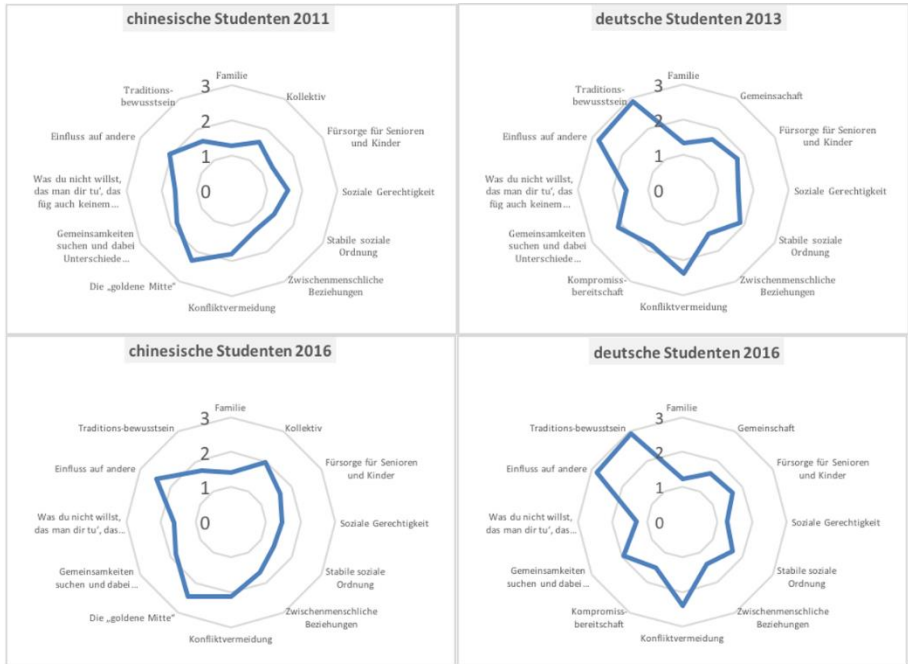 chinesische Studenten 2011
Familie
Kollektiv
Fürsorge für Senioren
und Kinder
Soziale Gerechtigkeit
Stabile soziale
Ordnung
Zwischenmenschliche
Beziehungen
Konfliktvermeidung
Die „goldene Mitte"
Gemeinsamkeiten
suchen und dabei
Unterschiede...
Was du nicht willst,
das man dir tu', das
füg auch keinem...
Einfluss auf andere
Traditions-
bewusstsein
3
2
1
0
deutsche Studenten 2013
Familie
Gemeinsachaft
Fürsorge für Senioren
und Kinder
Soziale Gerechtigkeit
Stabile soziale
Ordnung
Zwischenmenschliche
Beziehungen
Konfliktvermeidung
Kompromiss-
bereitschaft
Gemeinsamkeiten
suchen und dabei
Unterschiede...
Was du nicht willst,
das man dir tu', das
füg auch keinem...
Einfluss auf andere
Traditions-
bewusstsein
3
2
1
0
chinesische Studenten 2016
Familie
Kollektiv
Fürsorge für Senioren
und Kinder
Soziale Gerechtigkeit
Stabile soziale
Ordnung
Zwischenmenschliche
Beziehungen
Konfliktvermeidung
Die „goldene Mitte"
Gemeinsamkeiten
suchen und dabei...
Was du nicht willst,
das man dir tu', das...
Einfluss auf andere
Traditions-bewusstsein
3
2
1
0
deutsche Studenten 2016
Familie
Gemeinschaft
Fürsorge für Senioren
und Kinder
Soziale Gerechtigkeit
Stabile soziale
Ordnung
Zwischenmenschliche
Beziehungen
Konfliktvermeidung
Kompromiss-
bereitschaft
Gemeinsamkeiten
suchen und dabei...
Was du nicht willst,
das man dir tu', das...
Einfluss auf andere
Traditions-bewusstsein
3
2
1
0